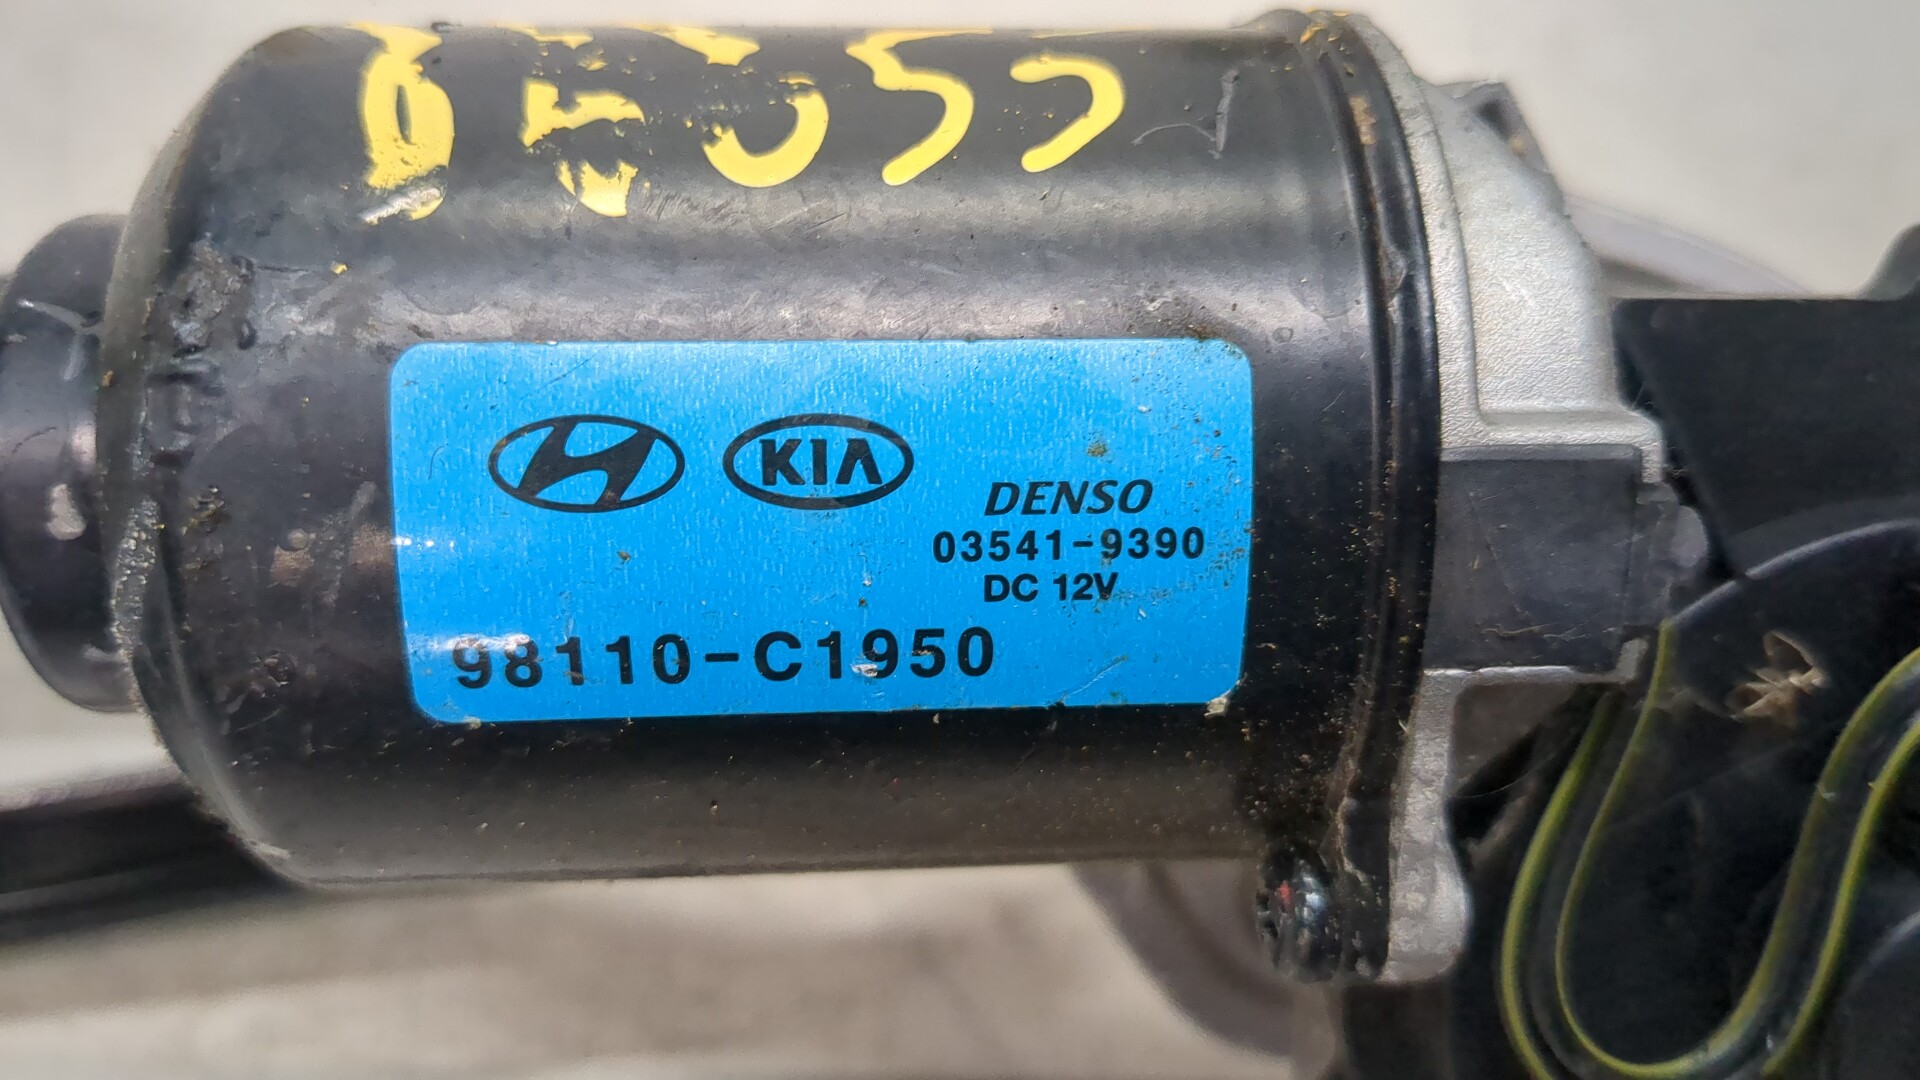 KIA
DENSO
03541-9390
DC 12V
98110-C1950